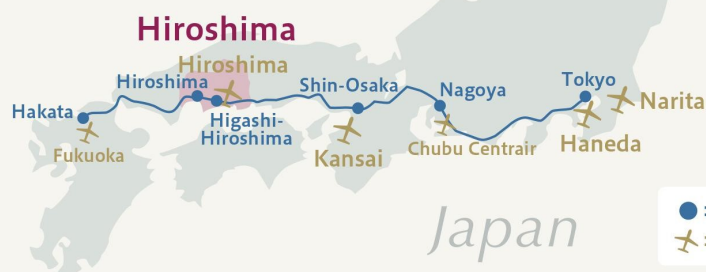 Hiroshima
Hiroshima
Hiroshima
Shin-Osaka
Nagoya
Tokyo
Narita
Hakata
Higashi-
Hiroshima
Fukuoka
Kansai
Chubu Centrair
Haneda
Japan